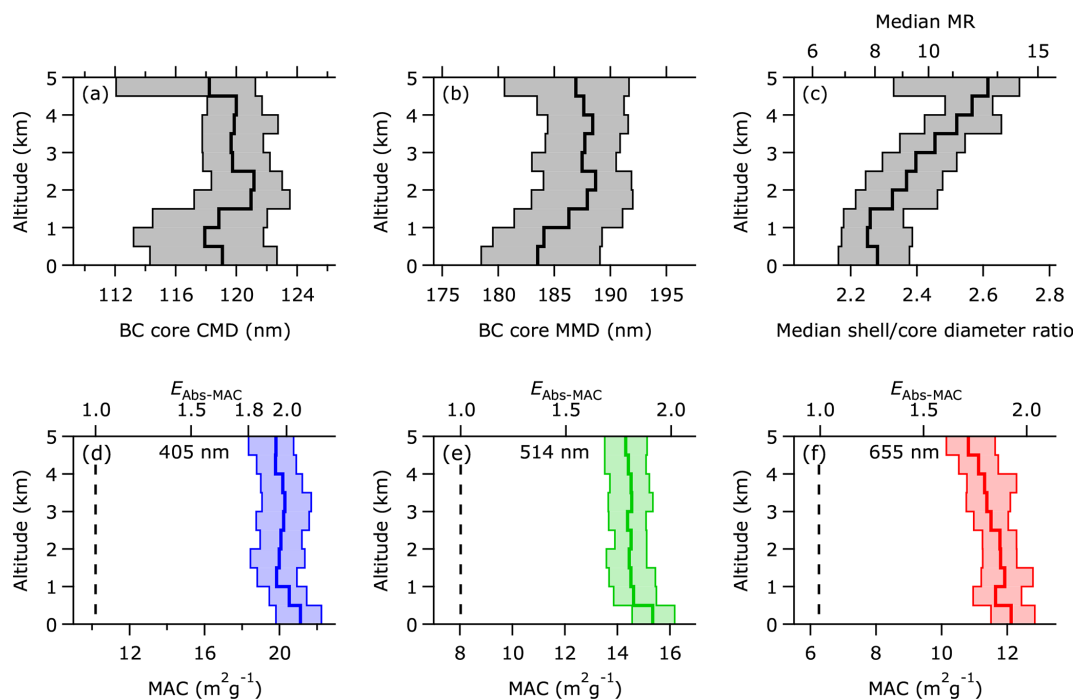 Median MR
6 8 10 15
5 (a) 5 (b) 5 (c)
4 4 4
3 3 3
2 2 2
1 1 1
0 0 0
Altitude (km) Altitude (km) Altitude (km)
112 116 120 124 175 180 185 190 195 2.2 2.4 2.6 2.8
BC core CMD (nm) BC core MMD (nm) Median shell/core diameter ratio
E Abs-MAC E Abs-MAC E Abs-MAC
1.0 1.5 1.8 2.0 1.0 1.5 2.0 1.0 1.5 2.0
5 (d) 405 nm 5 (e) 514 nm 5 (f) 655 nm
4 4 4
3 3 3
2 2 2
1 1 1
0 0 0
Altitude (km) Altitude (km) Altitude (km)
12 16 20 8 10 12 14 16 6 8 10 12
MAC (m²g⁻¹) MAC (m²g⁻¹) MAC (m²g⁻¹)